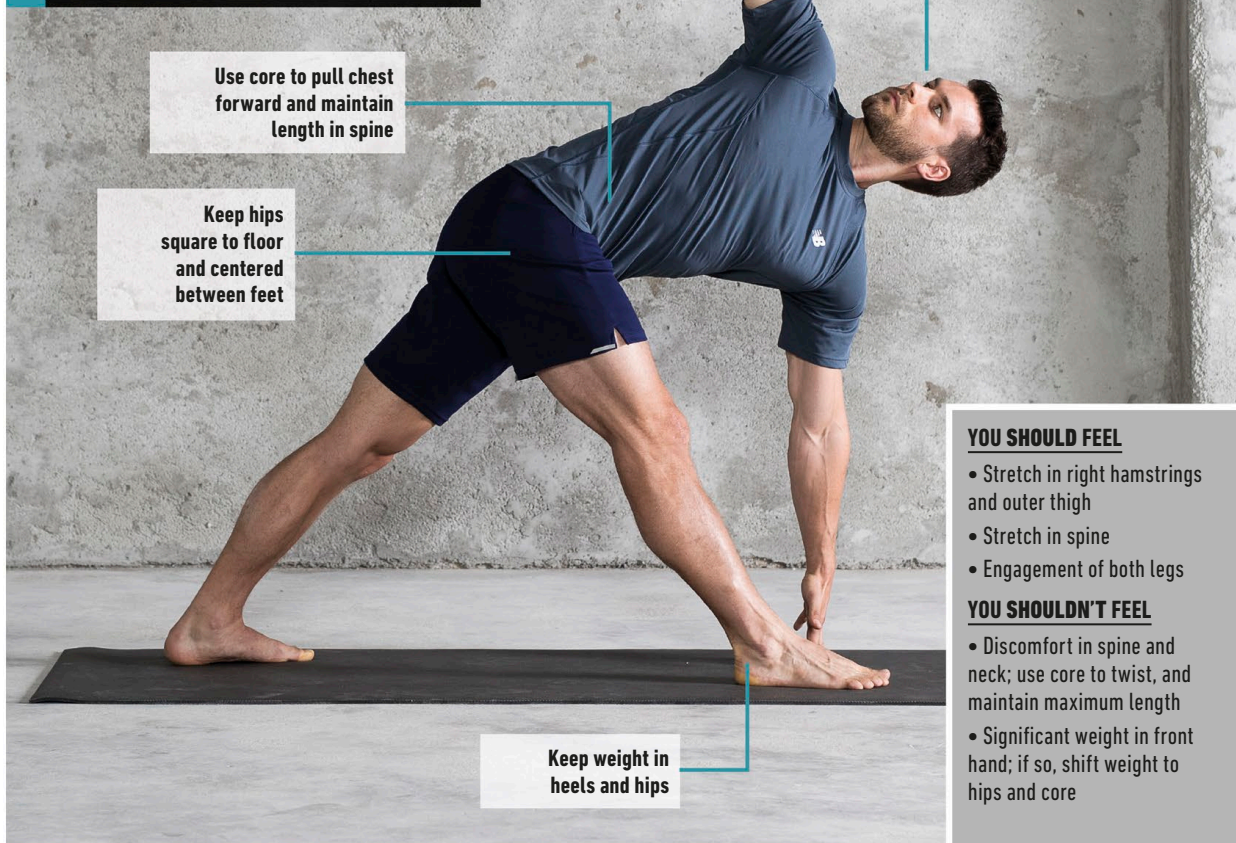 Use core to pull chest
forward and maintain
length in spine
Keep hips
square to floor
and centered
between feet
Keep weight in
heels and hips
YOU SHOULD FEEL
• Stretch in right hamstrings
and outer thigh
• Stretch in spine
• Engagement of both legs
YOU SHOULDN'T FEEL
• Discomfort in spine and
neck; use core to twist, and
maintain maximum length
• Significant weight in front
hand; if so, shift weight to
hips and core